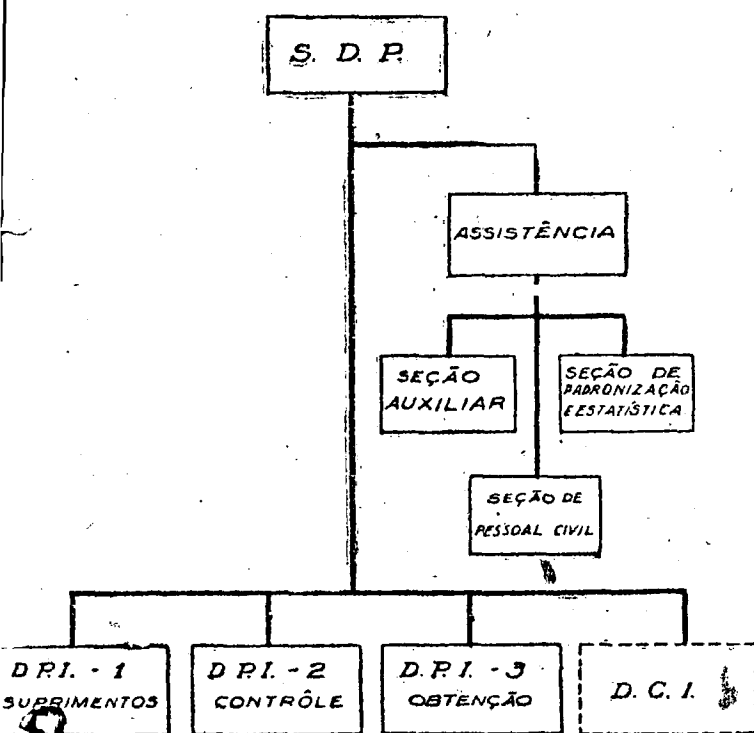 S. D. P.
ASSISTÊNCIA
SEÇÃO
AUXILIAR
SEÇÃO DE
PADRONIZAÇÃO
E ESTATÍSTICA
SEÇÃO DE
PESSOAL CIVIL
D P.I. - 1
SUPRIMENTOS
D P.I. - 2
CONTRÔLE
D. P. I. - 3
OBTENÇÃO
D. C. I.